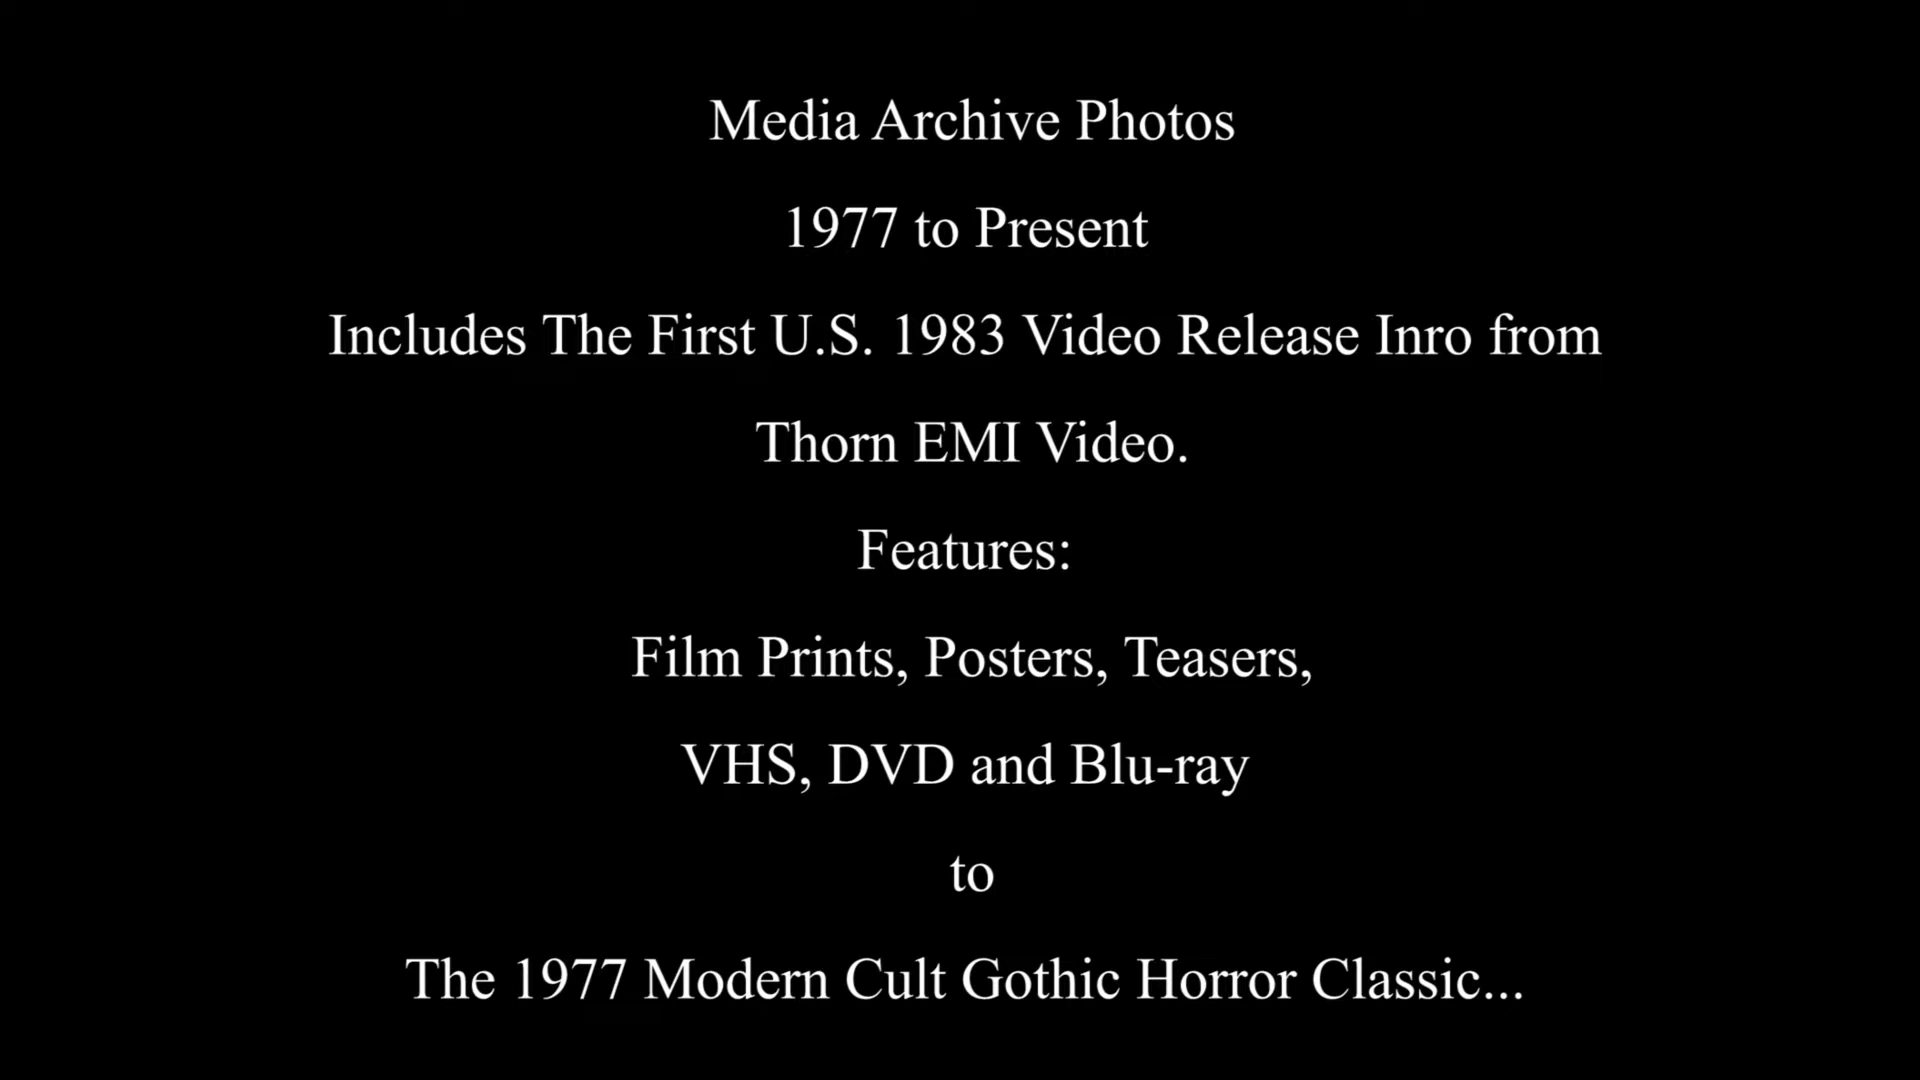 Media Archive Photos
1977 to Present
Includes The First U.S. 1983 Video Release Inro from
Thorn EMI Video.
Features:
Film Prints, Posters, Teasers,
VHS, DVD and Blu-ray
to
The 1977 Modern Cult Gothic Horror Classic...